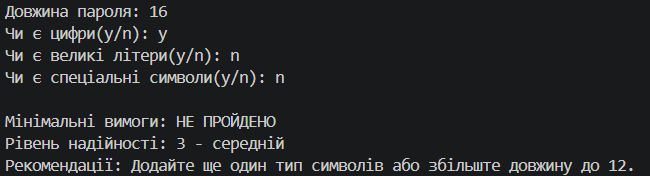 Довжина пароля: 16
Чи є цифри(y/n): y
Чи є великі літери(y/n): n
Чи є спеціальні символи(y/n): n
Мінімальні вимоги: НЕ ПРОЙДЕНО
Рівень надійності: 3 - середній
Рекомендації: Додайте ще один тип символів або збільште довжину до 12.